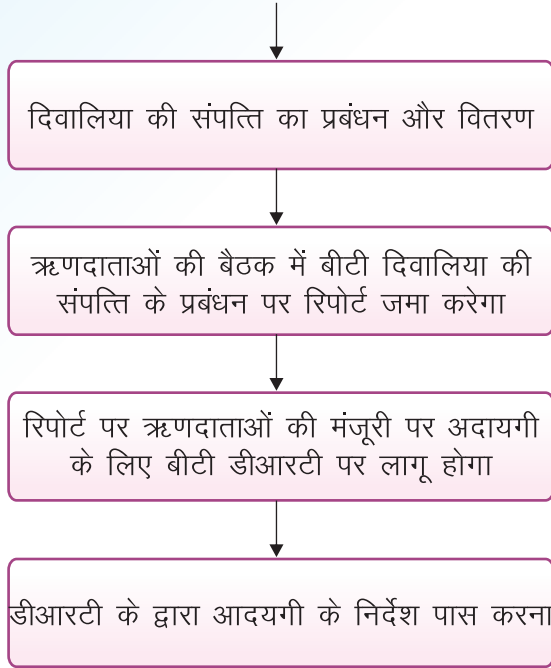 दिवालिया की संपत्ति का प्रबंधन और वितरण
ऋणदाताओं की बैठक में बीटी दिवालिया की
संपत्ति के प्रबंधन पर रिपोर्ट जमा करेगा
रिपोर्ट पर ऋणदाताओं की मंजूरी पर अदायगी
के लिए बीटी डीआरटी पर लागू होगा
डीआरटी के द्वारा आदयगी के निर्देश पास करना